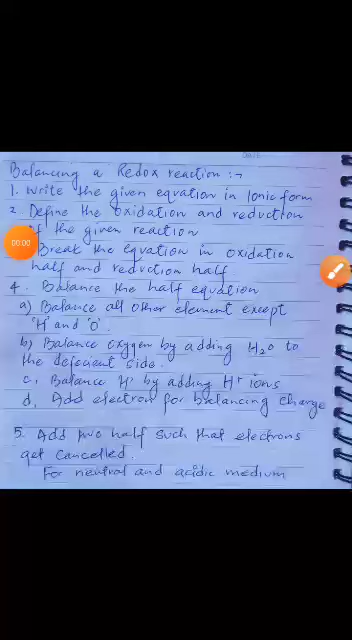 Balancing a Redox reaction :-
1. Write the given equation in Ionic form
2. Define the oxidation and reduction
of the given reaction
00:00
Break the equation in oxidation
half and reduction half
4. Balance the half equation
a) Balance all other element except
'H' and 'O'.
b) Balance oxygen by adding H2O to
the deficient side.
c, Balance H by adding H+ ions
d, Add electron for balancing charge
5. Add two half such that electrons
get cancelled.
For neutral and acidic medium